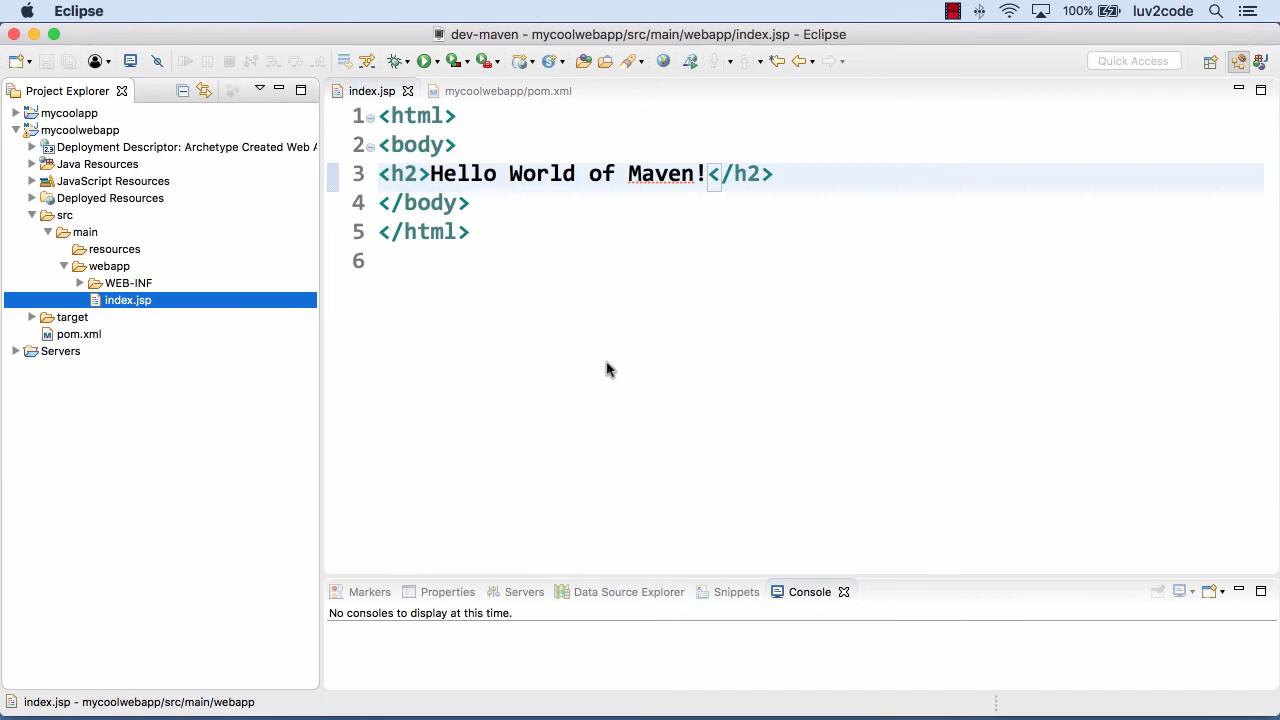 Eclipse
100%
luv2code
dev-maven - mycoolwebapp/src/main/webapp/index.jsp - Eclipse
Quick Access
Project Explorer
index.jsp
mycoolwebapp/pom.xml
mycoolapp
mycoolwebapp
Deployment Descriptor: Archetype Created Web A
Java Resources
JavaScript Resources
Deployed Resources
src
main
resources
webapp
WEB-INF
index.jsp
target
pom.xml
Servers
1 <html>
2 <body>
3 <h2>Hello World of Maven!</h2>
4 </body>
5 </html>
6
Markers
Properties
Servers
Data Source Explorer
Snippets
Console
No consoles to display at this time.
index.jsp - mycoolwebapp/src/main/webapp